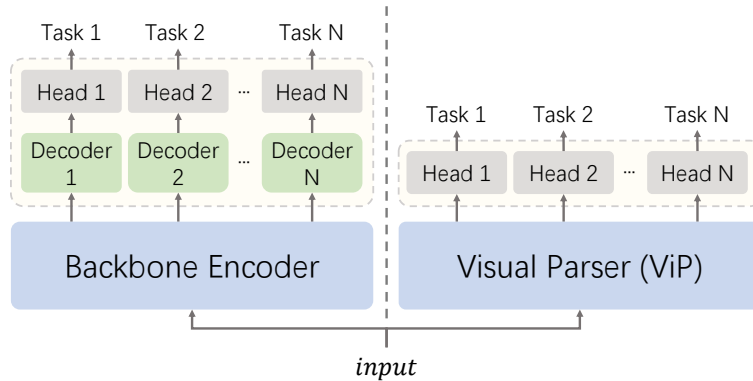 Task 1 Task 2 Task N
Head 1 Head 2 ... Head N
Decoder 1 Decoder 2 ... Decoder N
Backbone Encoder
Task 1 Task 2 Task N
Head 1 Head 2 ... Head N
Visual Parser (ViP)
input